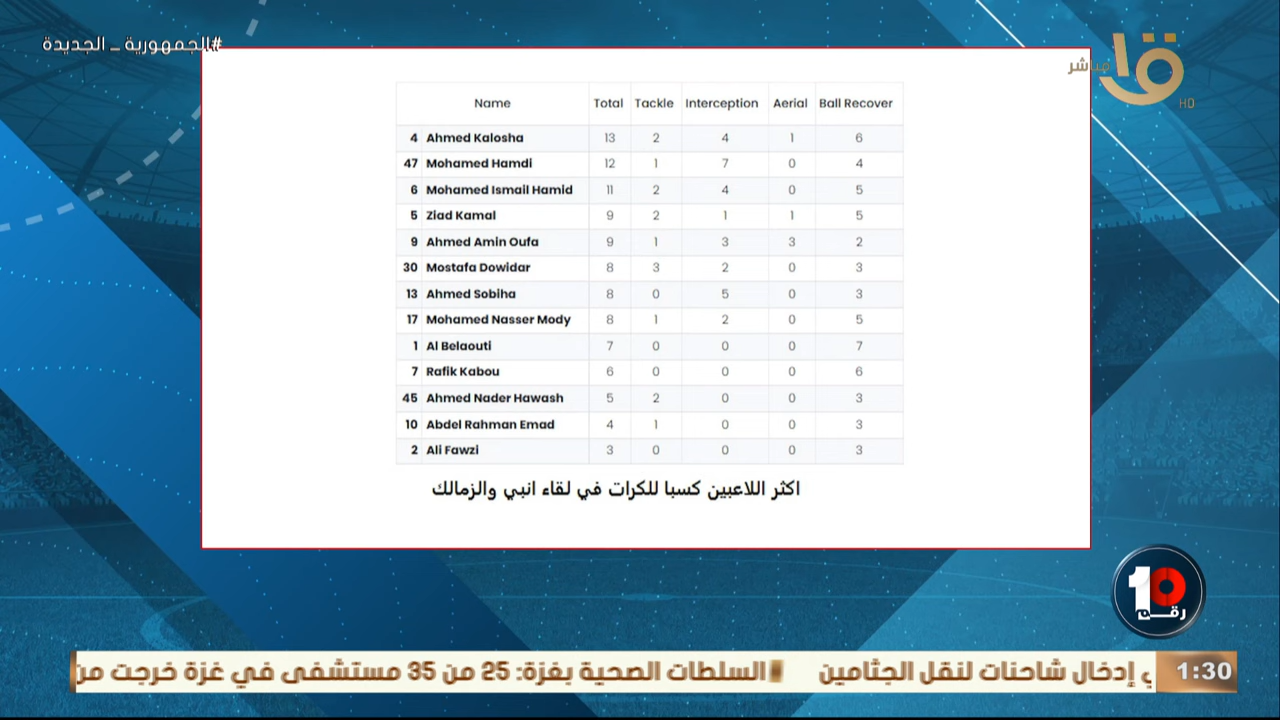 #الجمهورية ــ الجديدة
مباشر
HD
Name Total Tackle Interception Aerial Ball Recover
4 Ahmed Kalosha 13 2 4 1 6
47 Mohamed Hamdi 12 1 7 0 4
6 Mohamed Ismail Hamid 11 2 4 0 5
5 Ziad Kamal 9 2 1 1 5
9 Ahmed Amin Oufa 9 1 3 3 2
30 Mostafa Dowidar 8 3 2 0 3
13 Ahmed Sobiha 8 0 5 0 3
17 Mohamed Nasser Mody 8 1 2 0 5
1 Al Belaouti 7 0 0 0 7
7 Rafik Kabou 6 0 0 0 6
45 Ahmed Nader Hawash 5 2 0 0 3
10 Abdel Rahman Emad 4 1 0 0 3
2 Ali Fawzi 3 0 0 0 3
اكثر اللاعبين كسبا للكرات في لقاء انبي والزمالك
10
رقم
إدخال شاحنات لنقل الجثامين السلطات الصحية بغزة: 25 من 35 مستشفى في غزة خرجت من
1:30